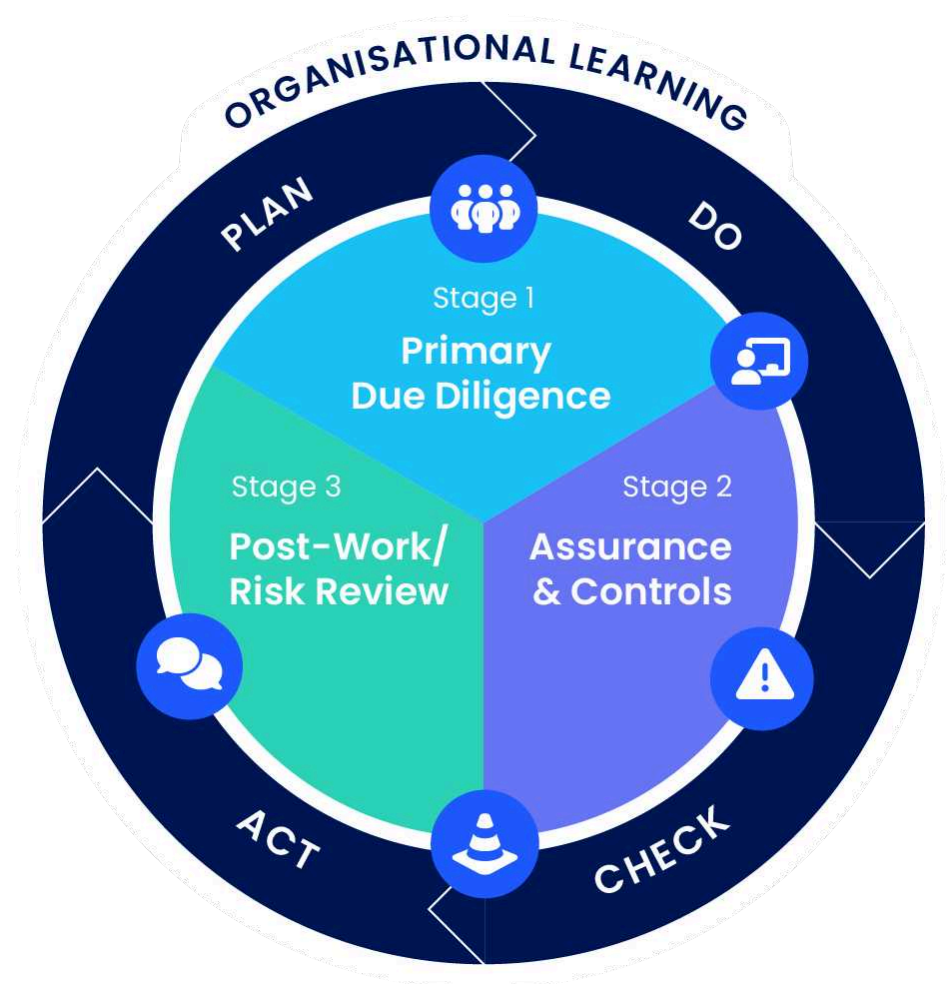 ORGANISATIONAL LEARNING
PLAN
DO
Stage 1
Primary
Due Diligence
Stage 3
Post-Work/
Risk Review
Stage 2
Assurance
& Controls
ACT
CHECK